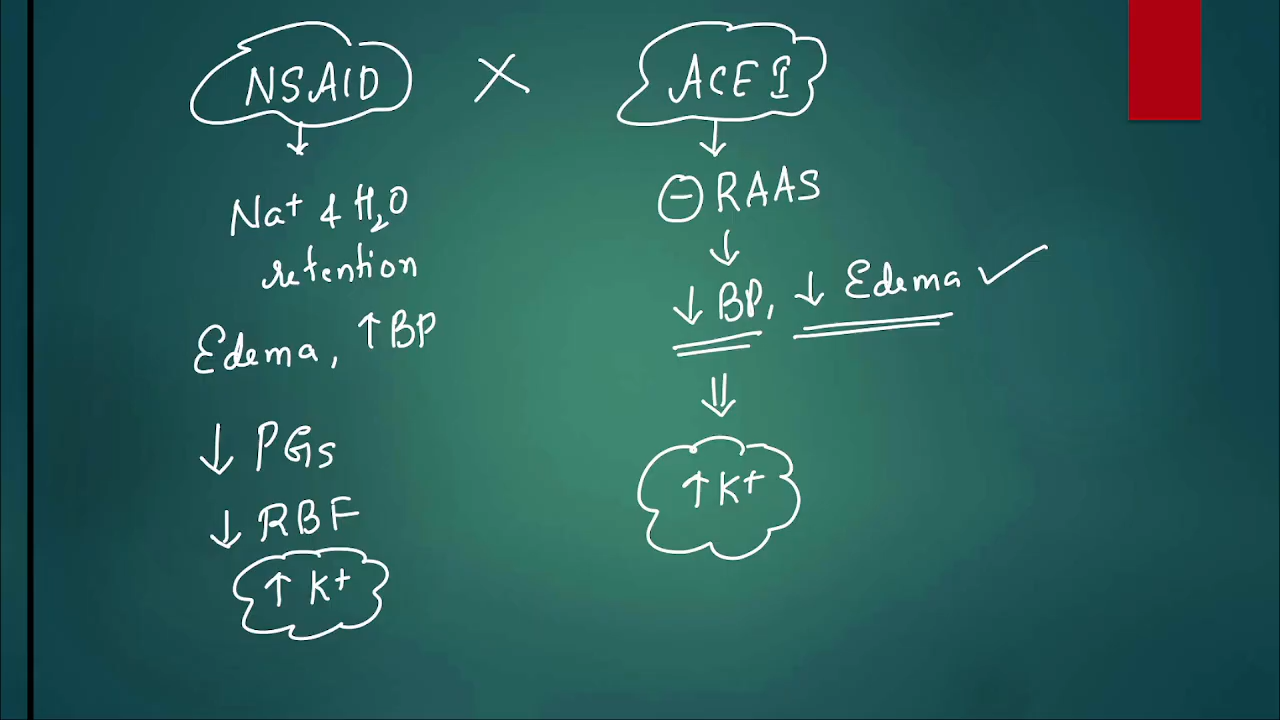 NSAID X ACE I
↓ ↓
Na+ & H2O
retention
Edema, ↑ BP
↓ PGs
↓ RBF
↑ K+
⊖ RAAS
↓
↓ BP, ↓ Edema ✓
⇓
↑ K+